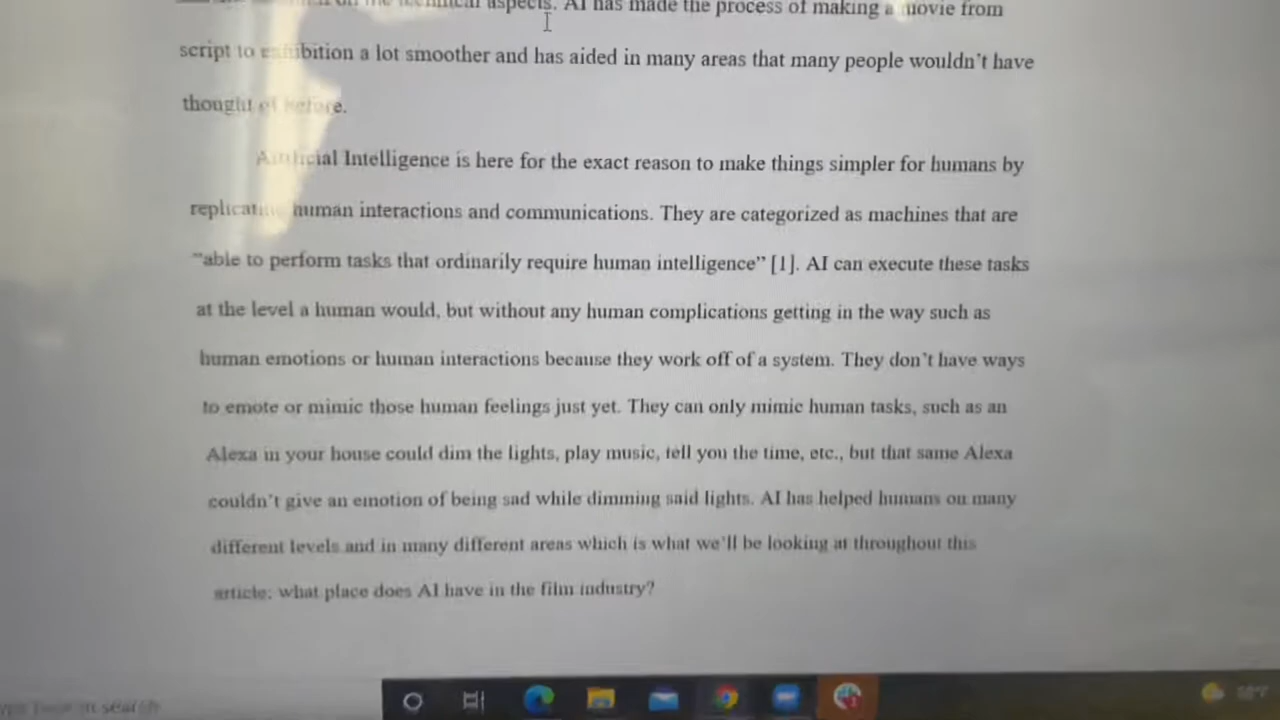 on the technical aspects. AI has made the process of making a movie from
script to exhibition a lot smoother and has aided in many areas that many people wouldn’t have
thought of before.
Artificial Intelligence is here for the exact reason to make things simpler for humans by
replicating human interactions and communications. They are categorized as machines that are
“able to perform tasks that ordinarily require human intelligence” [1]. AI can execute these tasks
at the level a human would, but without any human complications getting in the way such as
human emotions or human interactions because they work off of a system. They don’t have ways
to emote or mimic those human feelings just yet. They can only mimic human tasks, such as an
Alexa in your house could dim the lights, play music, tell you the time, etc., but that same Alexa
couldn’t give an emotion of being sad while dimming said lights. AI has helped humans on many
different levels and in many different areas which is what we’ll be looking at throughout this
article; what place does AI have in the film industry?
to search